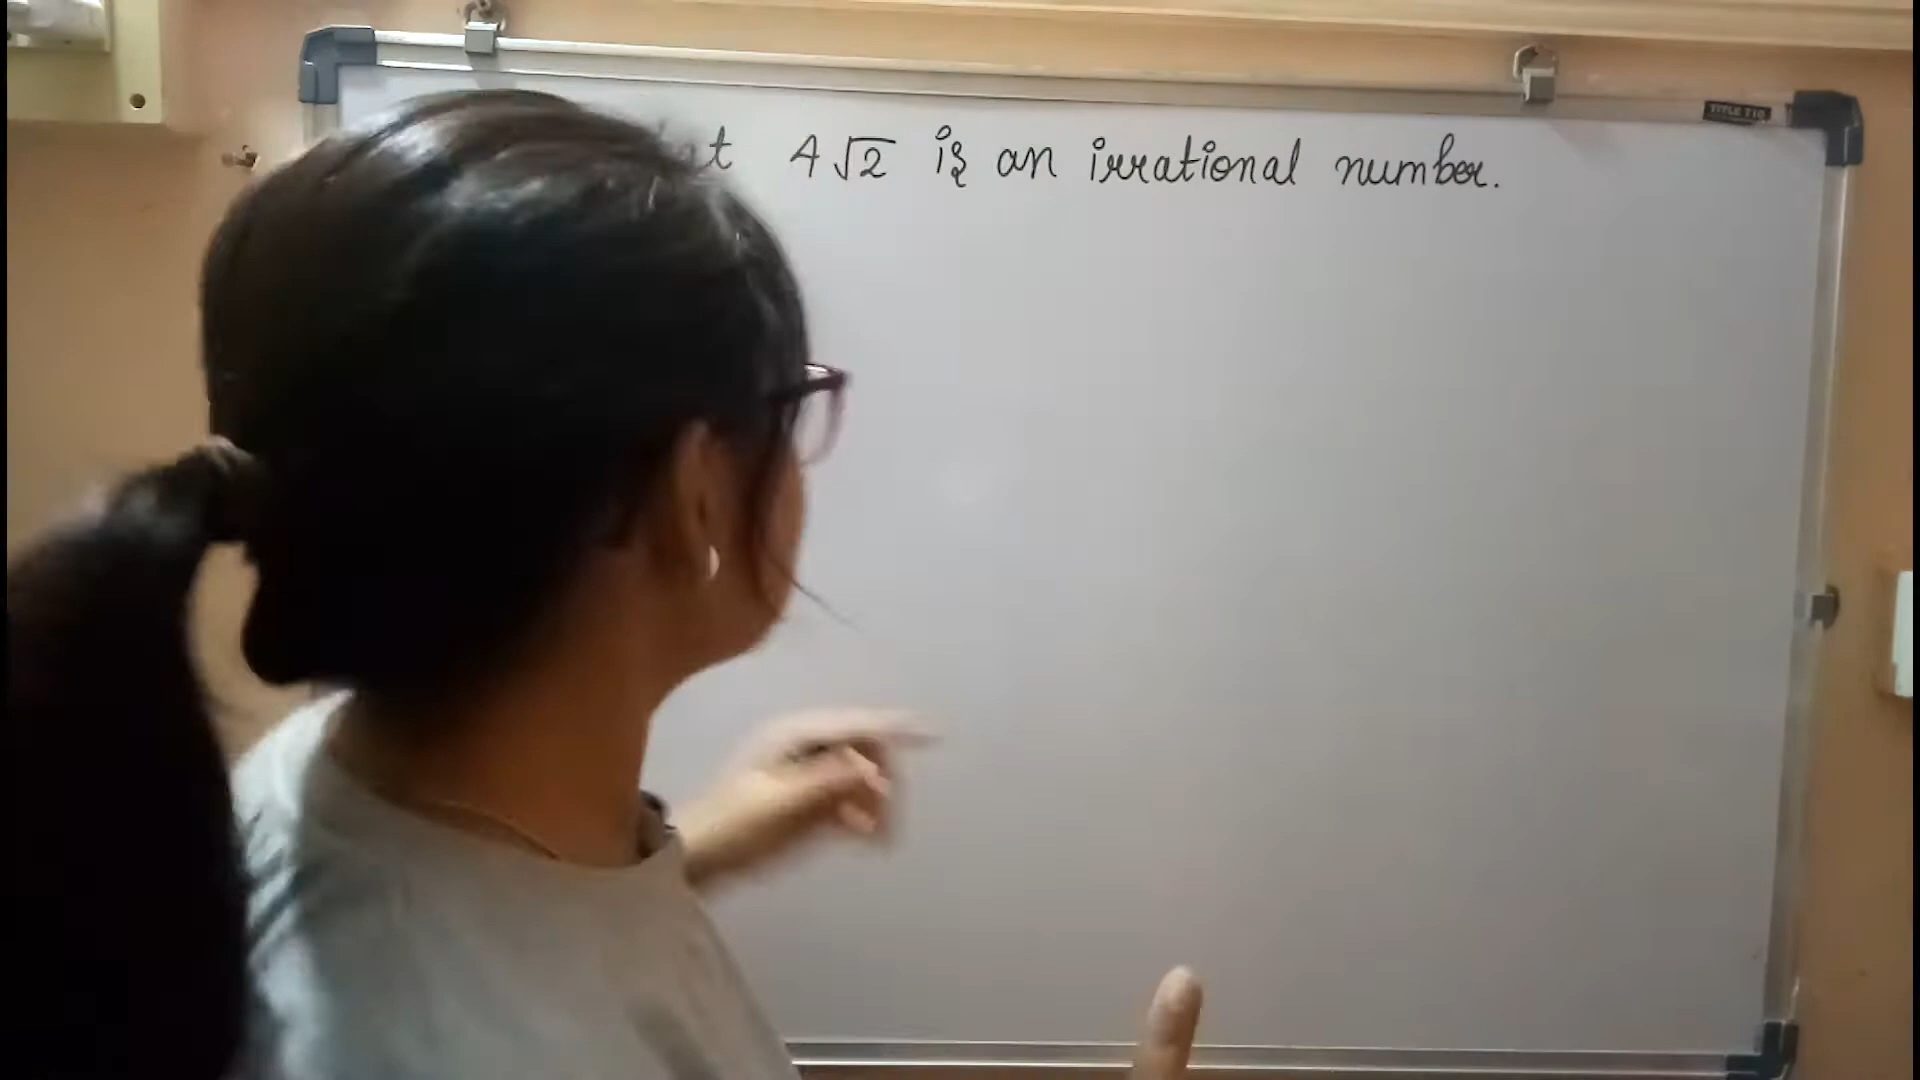 4√2 is an irrational number.